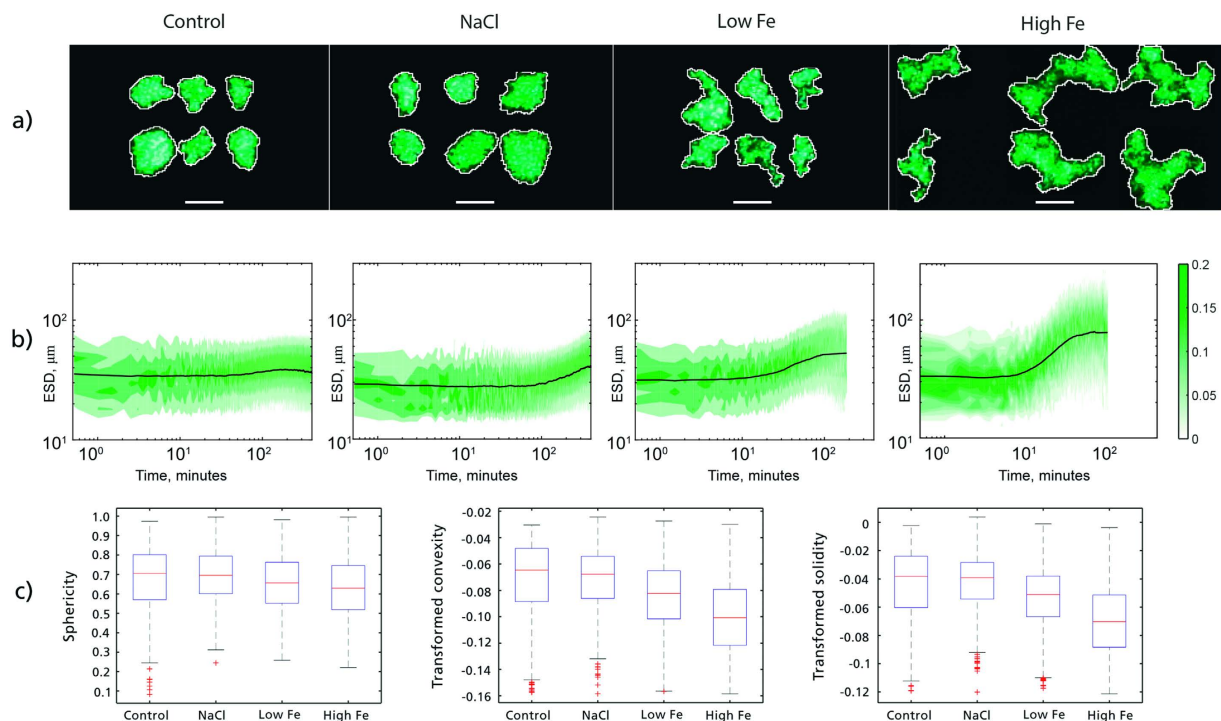 Control NaCl Low Fe High Fe
a)
b)
10² 10² 10² 10² 0.2
0.15
0.1
0.05
0
ESD, μm ESD, μm ESD, μm ESD, μm
10¹ 10¹ 10¹ 10¹
10⁰ 10¹ 10² 10⁰ 10¹ 10² 10⁰ 10¹ 10² 10⁰ 10¹ 10²
Time, minutes Time, minutes Time, minutes Time, minutes
c)
Sphericity
1.0
0.9
0.8
0.7
0.6
0.5
0.4
0.3
0.2
0.1
Control NaCl Low Fe High Fe
Transformed convexity
-0.02
-0.04
-0.06
-0.08
-0.10
-0.12
-0.14
-0.16
Control NaCl Low Fe High Fe
Transformed solidity
0
-0.02
-0.04
-0.06
-0.08
-0.1
-0.12
Control NaCl Low Fe High Fe